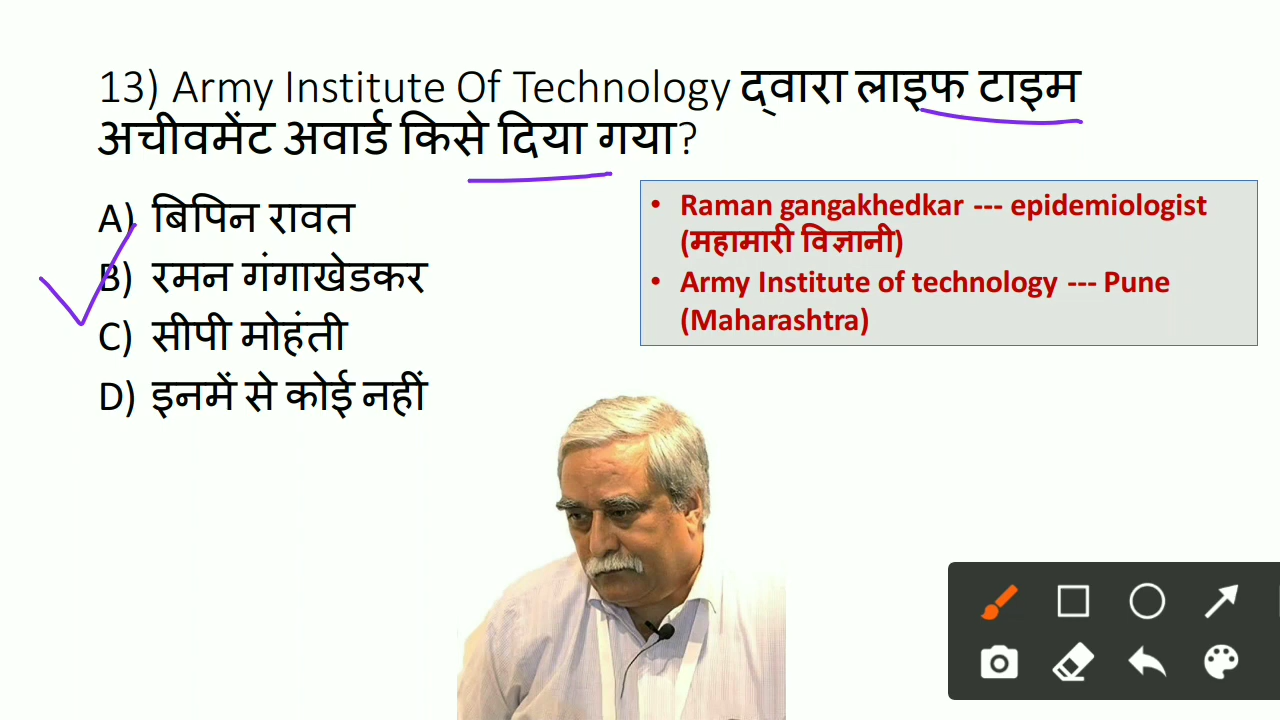 13) Army Institute Of Technology द्वारा लाइफ टाइम
अचीवमेंट अवार्ड किसे दिया गया?
A) बिपिन रावत
B) रमन गंगाखेडकर
C) सीपी मोहंती
D) इनमें से कोई नहीं
• Raman gangakhedkar --- epidemiologist
(महामारी विज्ञानी)
• Army Institute of technology --- Pune
(Maharashtra)